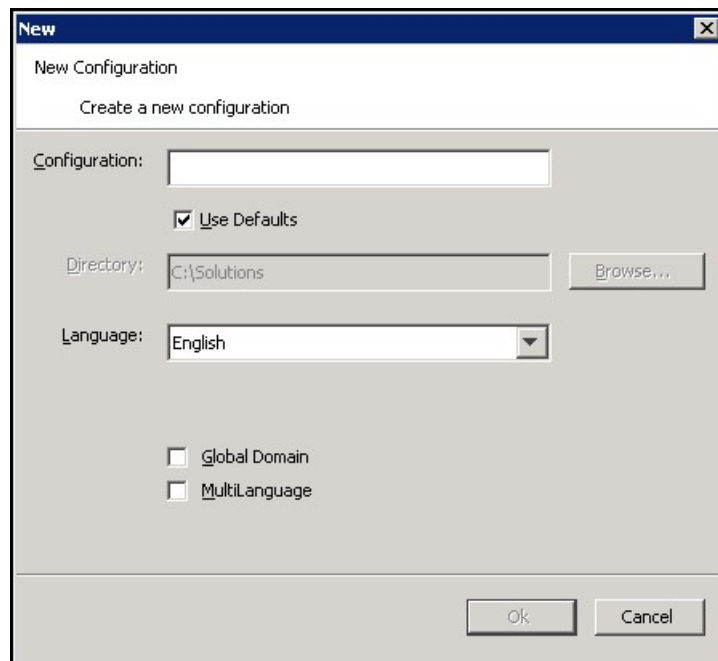 New
New Configuration
Create a new configuration
Configuration:
Use Defaults
Directory: C:\Solutions Browse...
Language: English
Global Domain
MultiLanguage
Ok Cancel